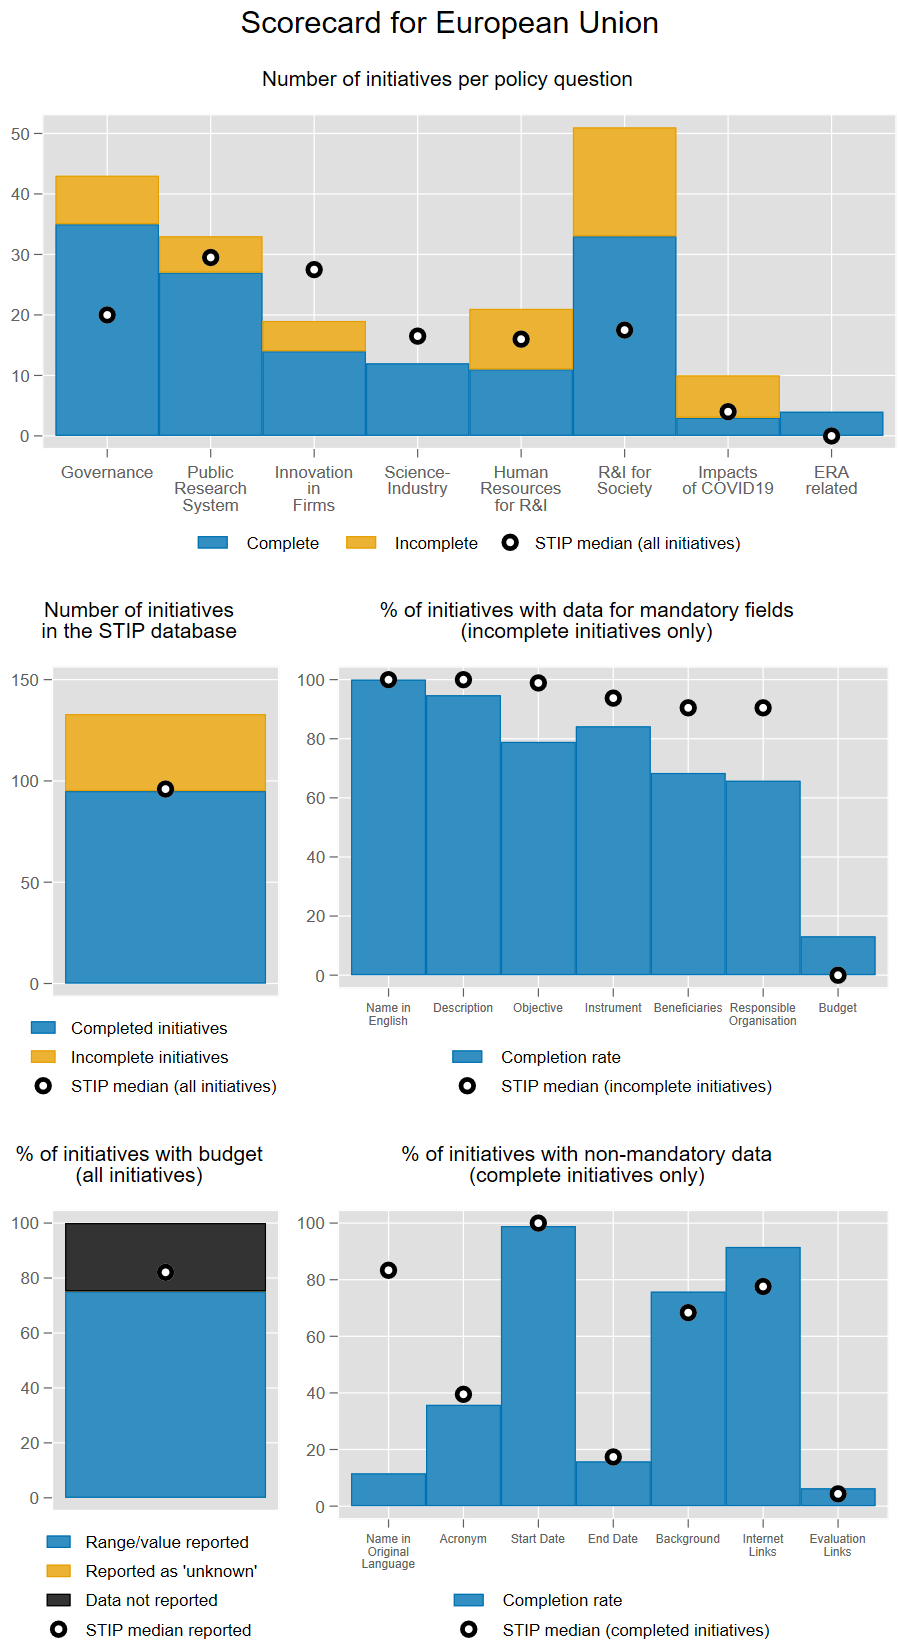 Scorecard for European Union
Number of initiatives per policy question
50
40
30
20
10
0
Governance
Public
Research
System
Innovation
in
Firms
Science-
Industry
Human
Resources
for R&I
R&I for
Society
Impacts
of COVID19
ERA
related
Complete
Incomplete
STIP median (all initiatives)
Number of initiatives
in the STIP database
150
100
50
0
Completed initiatives
Incomplete initiatives
STIP median (all initiatives)
% of initiatives with data for mandatory fields
(incomplete initiatives only)
100
80
60
40
20
0
Name in
English
Description
Objective
Instrument
Beneficiaries
Responsible
Organisation
Budget
Completion rate
STIP median (incomplete initiatives)
% of initiatives with budget
(all initiatives)
100
80
60
40
20
0
Range/value reported
Reported as 'unknown'
Data not reported
STIP median reported
% of initiatives with non-mandatory data
(complete initiatives only)
100
80
60
40
20
0
Name in
Original
Language
Acronym
Start Date
End Date
Background
Internet
Links
Evaluation
Links
Completion rate
STIP median (completed initiatives)